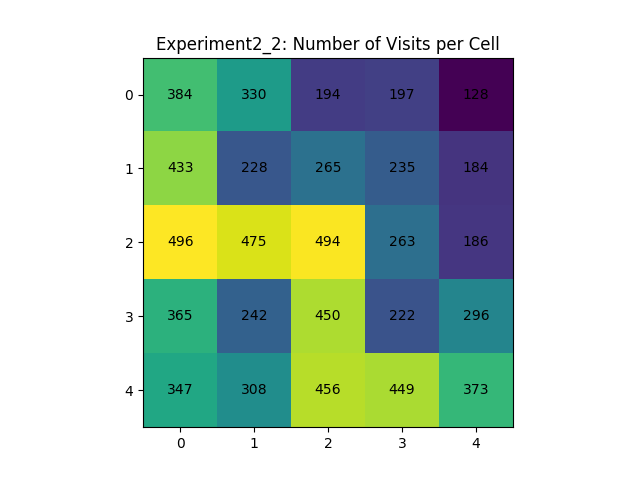 Experiment2_2: Number of Visits per Cell
0 384 330 194 197 128
1 433 228 265 235 184
2 496 475 494 263 186
3 365 242 450 222 296
4 347 308 456 449 373
0 1 2 3 4